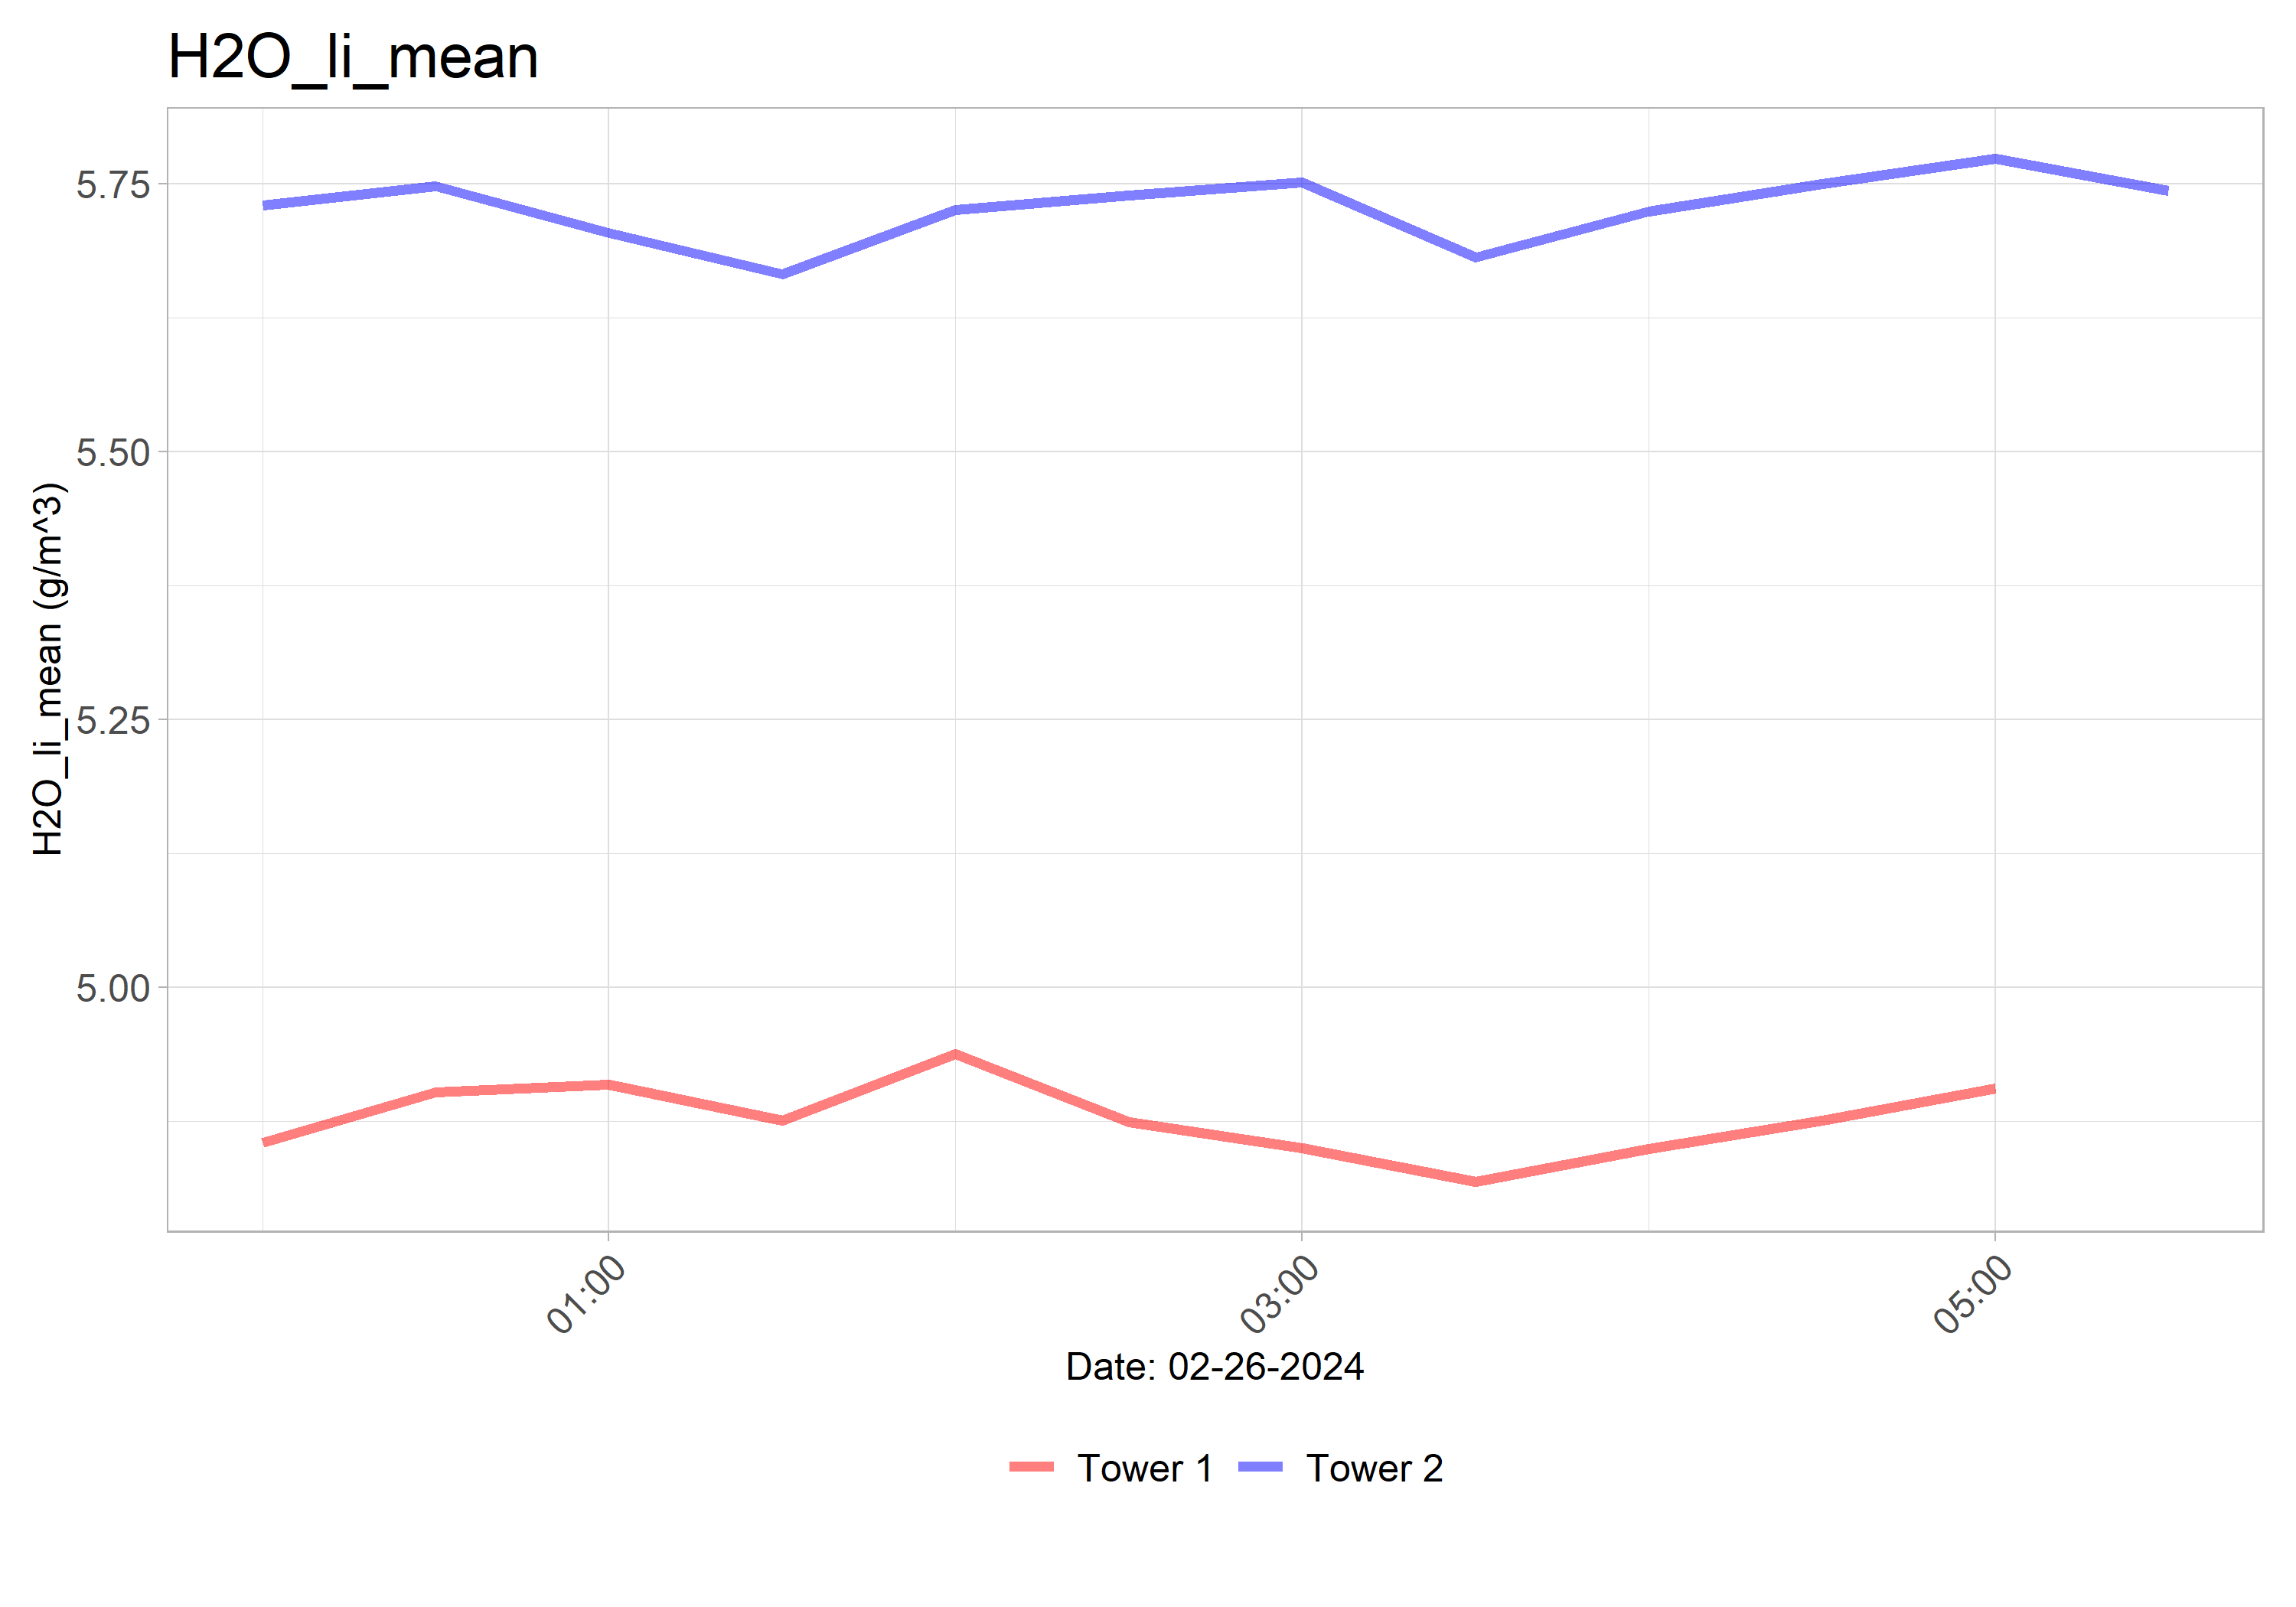 H2O_li_mean
5.75
5.50
5.25
5.00
H2O_li_mean (g/m^3)
01:00
03:00
05:00
Date: 02-26-2024
Tower 1
Tower 2